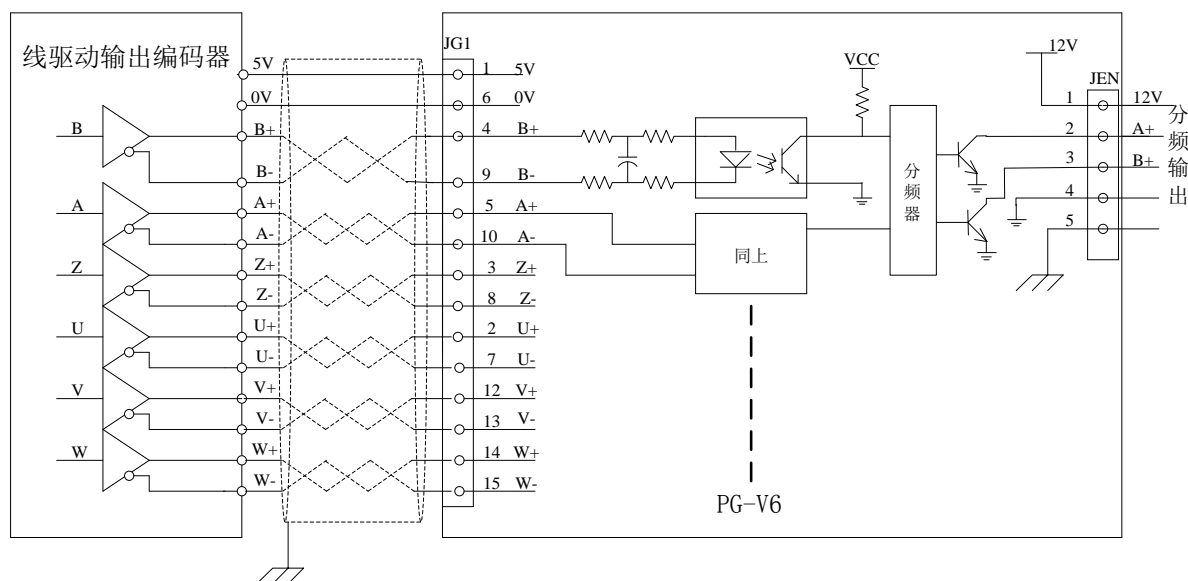 线驱动输出编码器
5V
0V
B
B+
B-
A
A+
A-
Z
Z+
Z-
U
U+
U-
V
V+
V-
W
W+
W-
JG1
1 5V
6 0V
4 B+
9 B-
5 A+
10 A-
3 Z+
8 Z-
2 U+
7 U-
12 V+
13 V-
14 W+
15 W-
VCC
同上
PG-V6
分频器
12V
JEN
1 12V
2 A+
3 B+
4
5
分频输出